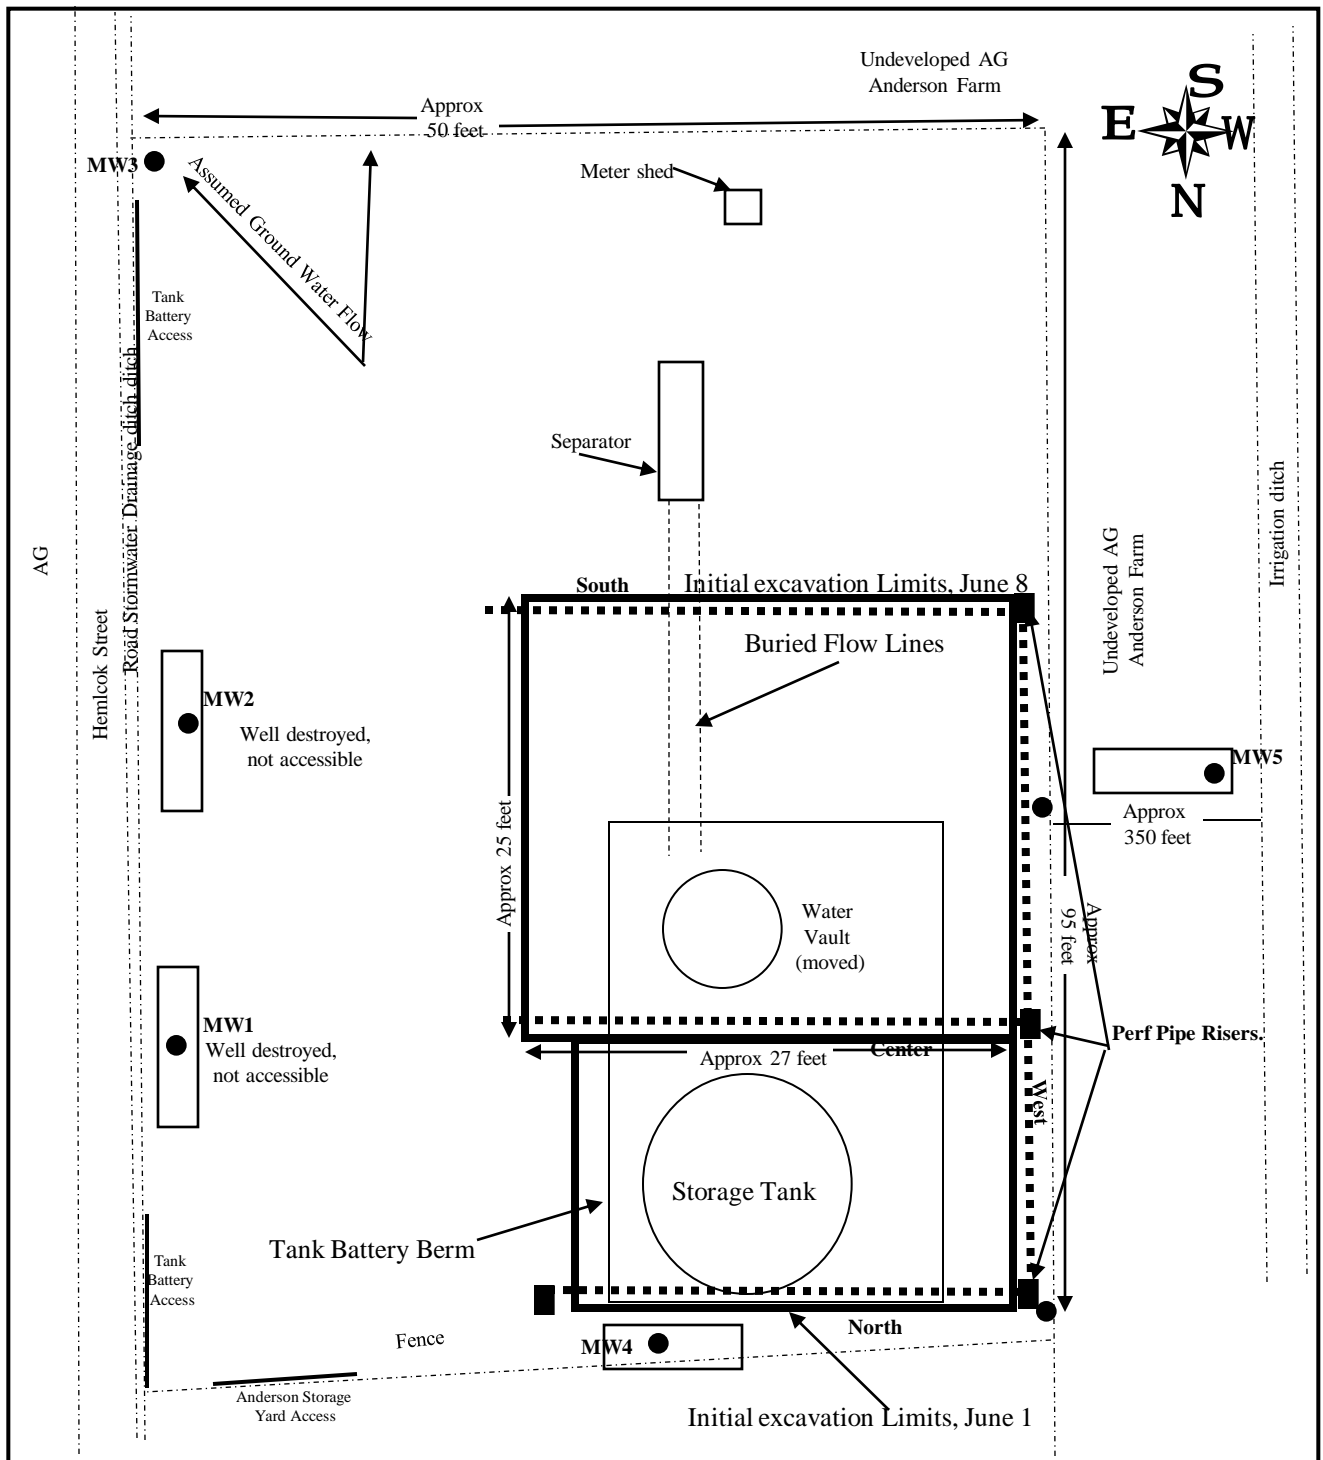 Undeveloped AG
Anderson Farm
S
E
W
N
Approx
50 feet
MW3
Assumed Ground Water Flow
Meter shed
Tank
Battery
Access
Separator
AG
Hemlcok Street
Road Stormwater Drainage ditch ditch
Undeveloped AG
Anderson Farm
Irrigation ditch
South
Initial excavation Limits, June 8
Buried Flow Lines
MW2
Well destroyed,
not accessible
MW5
Approx
350 feet
Approx 25 feet
Water
Vault
(moved)
Approx
95 feet
MW1
Well destroyed,
not accessible
Perf Pipe Risers.
Approx 27 feet
Center
West
Storage Tank
Tank Battery Berm
Tank
Battery
Access
Fence
North
MW4
Anderson Storage
Yard Access
Initial excavation Limits, June 1